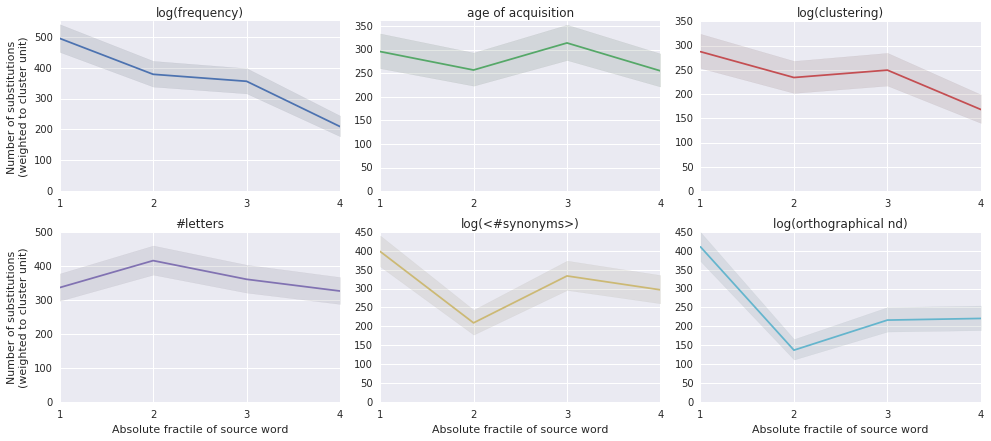 log(frequency)
age of acquisition
log(clustering)
Number of substitutions
(weighted to cluster unit)
500
400
300
200
100
0
1 2 3 4
350
300
250
200
150
100
50
0
1 2 3 4
350
300
250
200
150
100
50
0
1 2 3 4
#letters
log(<#synonyms>)
log(orthographical nd)
Number of substitutions
(weighted to cluster unit)
500
400
300
200
100
0
1 2 3 4
Absolute fractile of source word
450
400
350
300
250
200
150
100
50
0
1 2 3 4
Absolute fractile of source word
450
400
350
300
250
200
150
100
50
0
1 2 3 4
Absolute fractile of source word